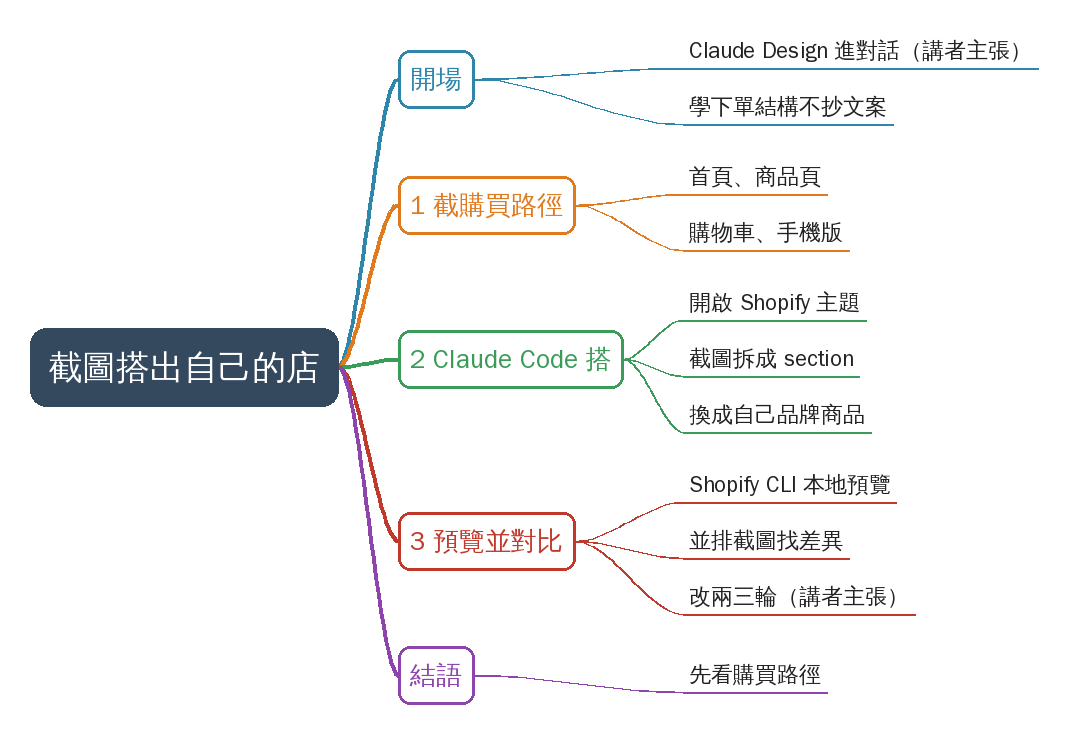 截圖搭出自己的店
開場
Claude Design 進對話（講者主張）
學下單結構不抄文案
1 截購買路徑
首頁、商品頁
購物車、手機版
2 Claude Code 搭
開啟 Shopify 主題
截圖拆成 section
換成自己品牌商品
3 預覽並對比
Shopify CLI 本地預覽
並排截圖找差異
改兩三輪（講者主張）
結語
先看購買路徑